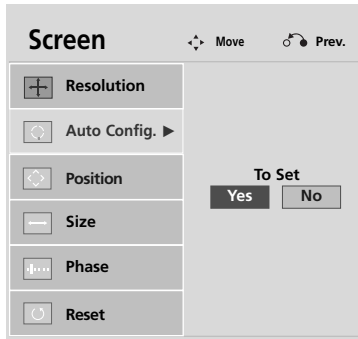 Screen Move Prev.
Resolution
Auto Config. ►
Position
Size
Phase
Reset
To Set
Yes No